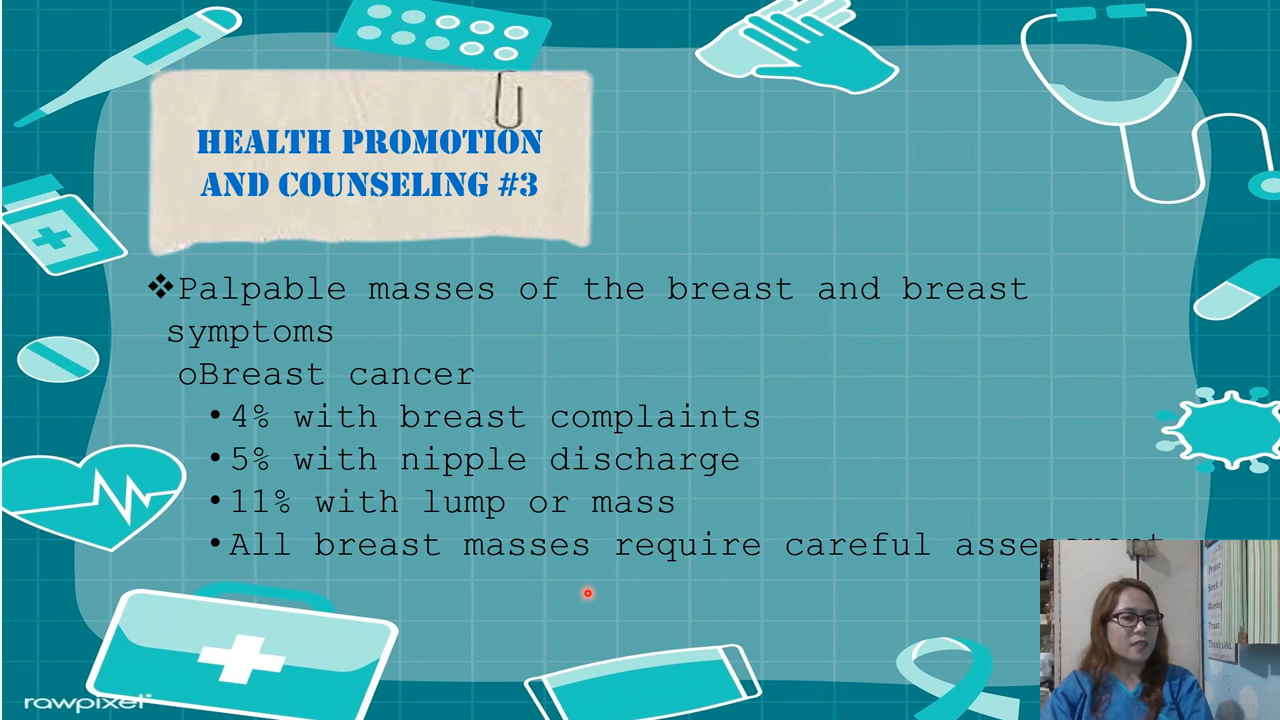 HEALTH PROMOTION
AND COUNSELING #3
❖Palpable masses of the breast and breast
symptoms
oBreast cancer
•4% with breast complaints
•5% with nipple discharge
•11% with lump or mass
•All breast masses require careful
rawpixel
Trust